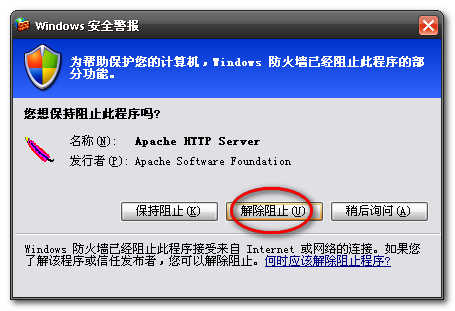 Windows 安全警报
为帮助保护您的计算机，Windows 防火墙已经阻止此程序的部
分功能。
您想保持阻止此程序吗?
名称(N): Apache HTTP Server
发行者(P): Apache Software Foundation
保持阻止(K) 解除阻止(U) 稍后询问(A)
Windows 防火墙已经阻止此程序接受来自 Internet 或网络的连接。如果您
了解该程序或信任发布者，您可以解除阻止。何时应该解除阻止程序?